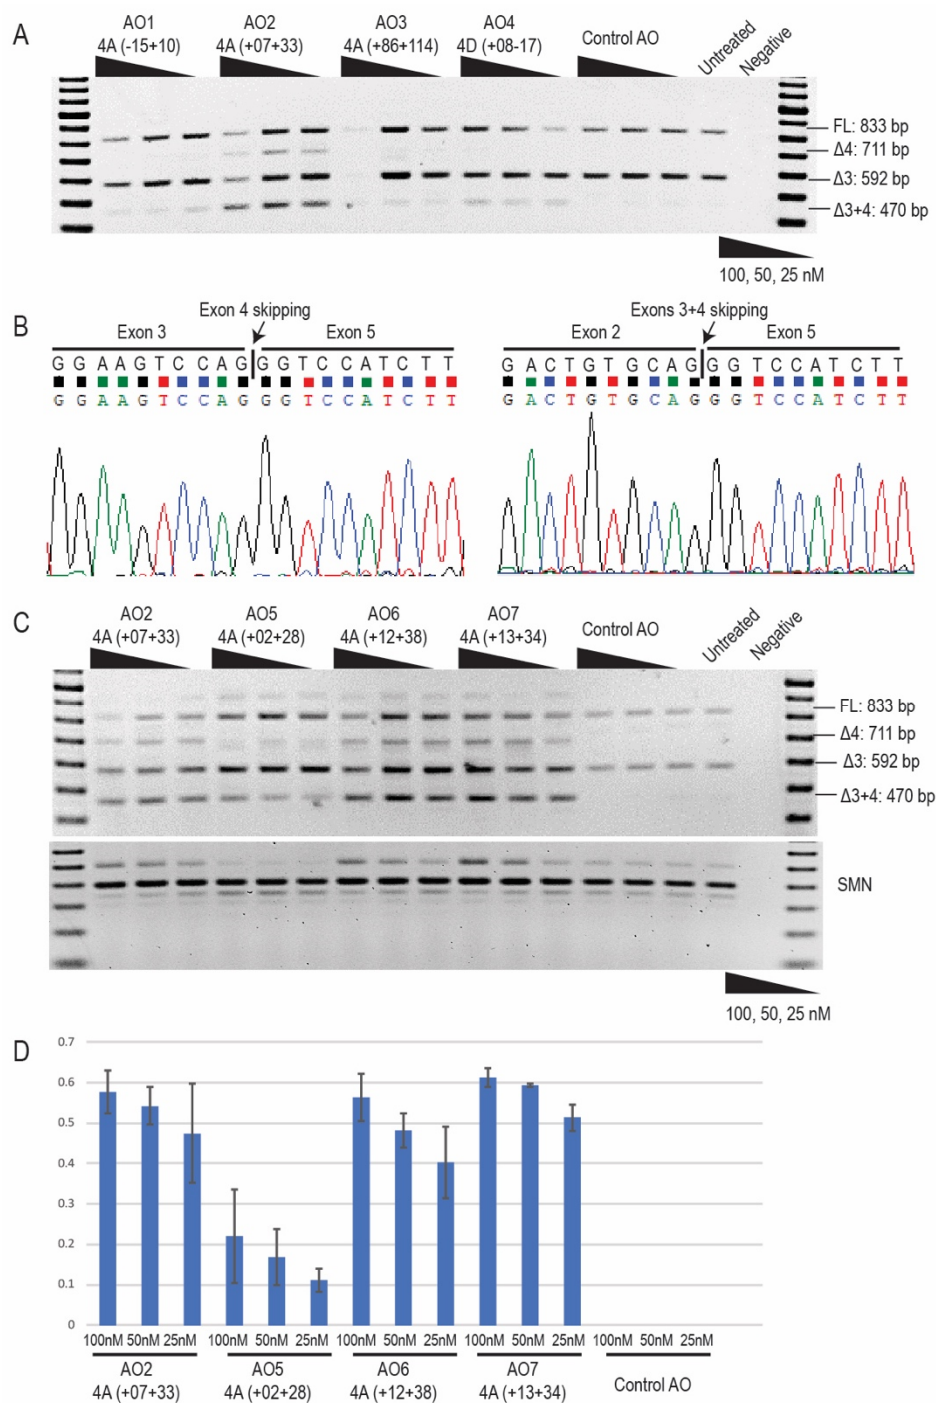 A
AO1
4A (-15+10)
AO2
4A (+07+33)
AO3
4A (+86+114)
AO4
4D (+08-17)
Control AO
Untreated
Negative
FL: 833 bp
Δ4: 711 bp
Δ3: 592 bp
Δ3+4: 470 bp
100, 50, 25 nM
B
Exon 4 skipping
Exon 3
Exon 5
G G A A G T C C A G G G T C C A T C T T
G G A A G T C C A G G G T C C A T C T T
Exons 3+4 skipping
Exon 2
Exon 5
G A C T G T G C A G G G T C C A T C T T
G A C T G T G C A G G G T C C A T C T T
C
AO2
4A (+07+33)
AO5
4A (+02+28)
AO6
4A (+12+38)
AO7
4A (+13+34)
Control AO
Untreated
Negative
FL: 833 bp
Δ4: 711 bp
Δ3: 592 bp
Δ3+4: 470 bp
SMN
100, 50, 25 nM
D
0.7
0.6
0.5
0.4
0.3
0.2
0.1
0
100nM 50nM 25nM 100nM 50nM 25nM 100nM 50nM 25nM 100nM 50nM 25nM 100nM 50nM 25nM
AO2
4A (+07+33)
AO5
4A (+02+28)
AO6
4A (+12+38)
AO7
4A (+13+34)
Control AO